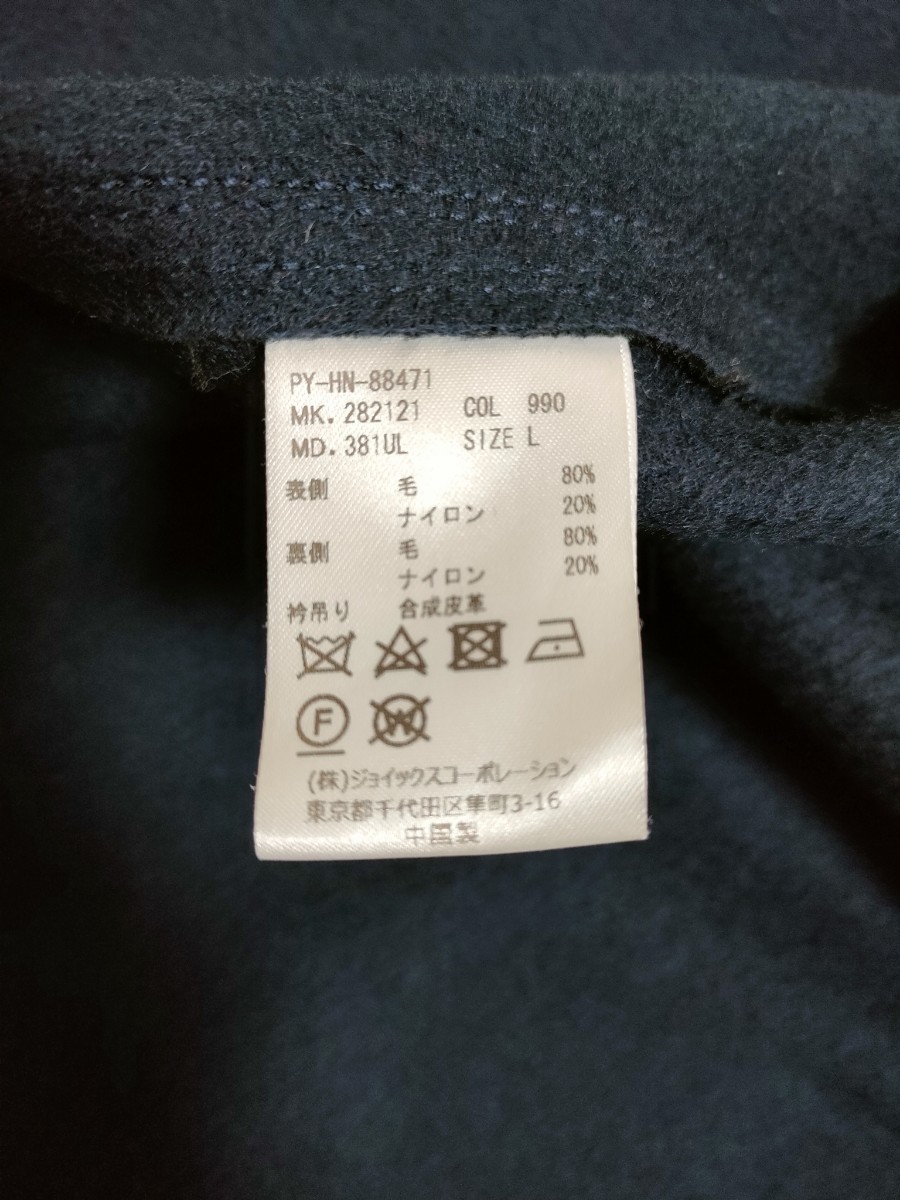 PY-HN-88471
MK. 282121 COL 990
MD. 381UL SIZE L
表側 毛 80%
ナイロン 20%
裏側 毛 80%
ナイロン 20%
衿吊り 合成皮革
F W
(株)ジョイックスコーポレーション
東京都千代田区隼町3-16
中国製